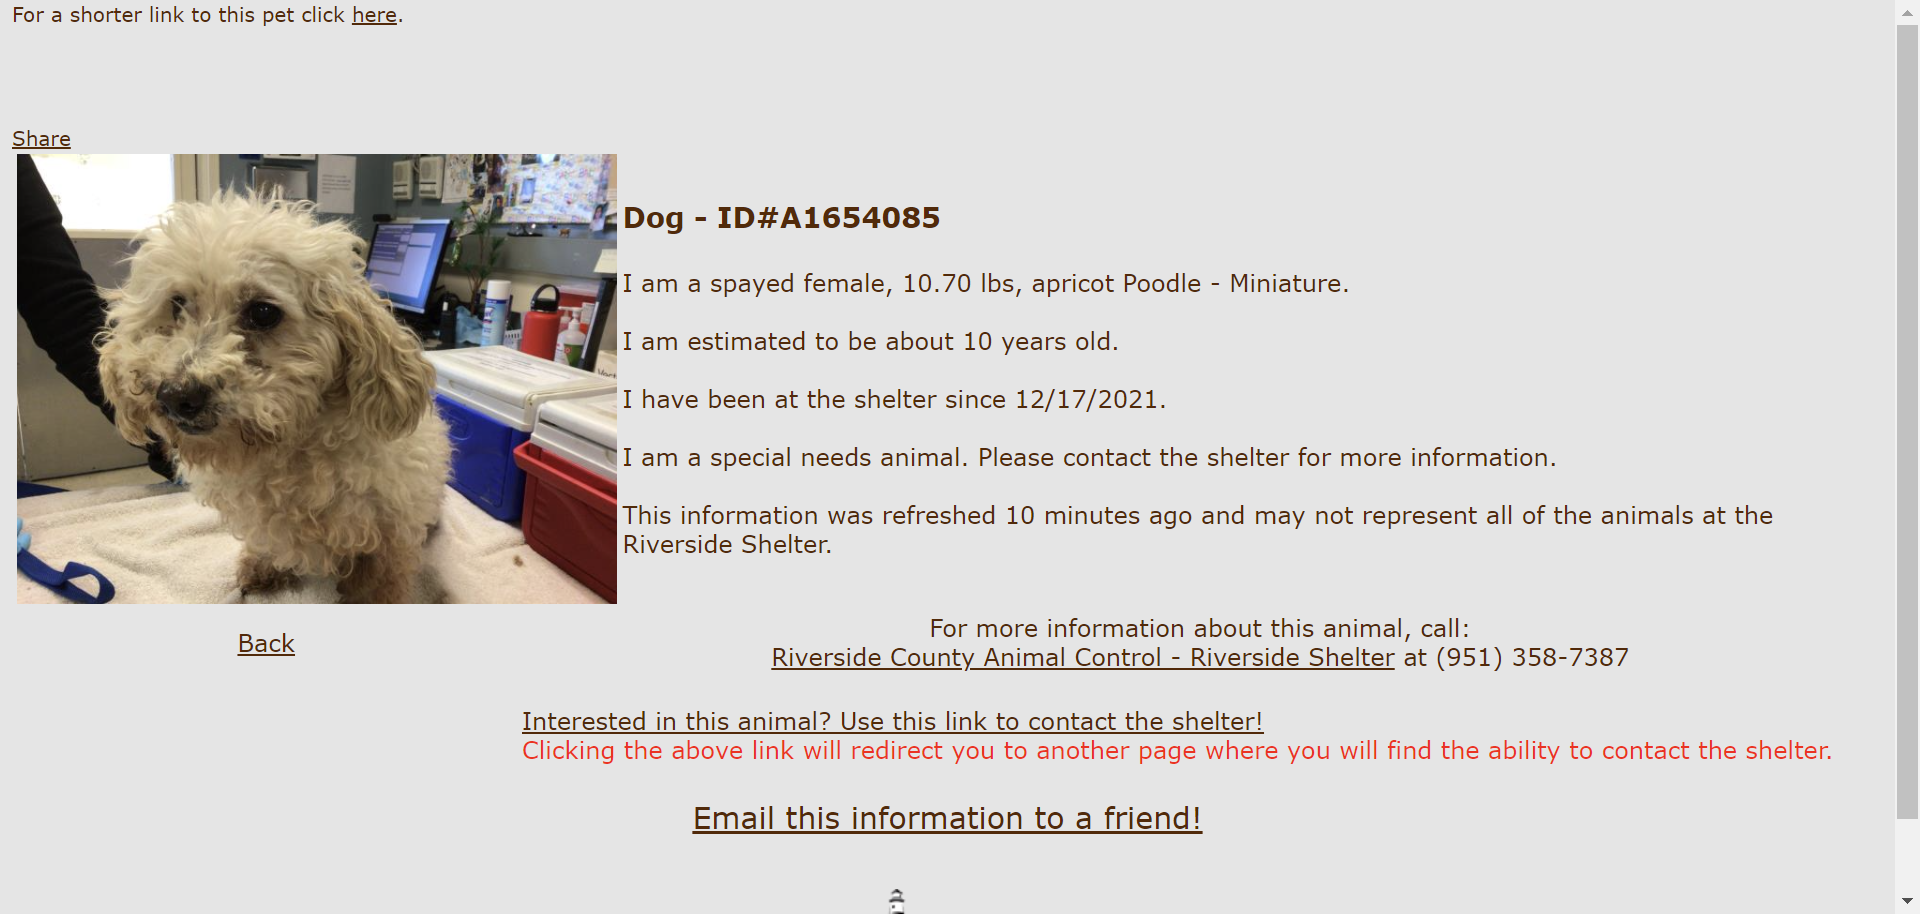 For a shorter link to this pet click here.
Share
Dog - ID#A1654085
I am a spayed female, 10.70 lbs, apricot Poodle - Miniature.
I am estimated to be about 10 years old.
I have been at the shelter since 12/17/2021.
I am a special needs animal. Please contact the shelter for more information.
This information was refreshed 10 minutes ago and may not represent all of the animals at the
Riverside Shelter.
Back
For more information about this animal, call:
Riverside County Animal Control - Riverside Shelter at (951) 358-7387
Interested in this animal? Use this link to contact the shelter!
Clicking the above link will redirect you to another page where you will find the ability to contact the shelter.
Email this information to a friend!